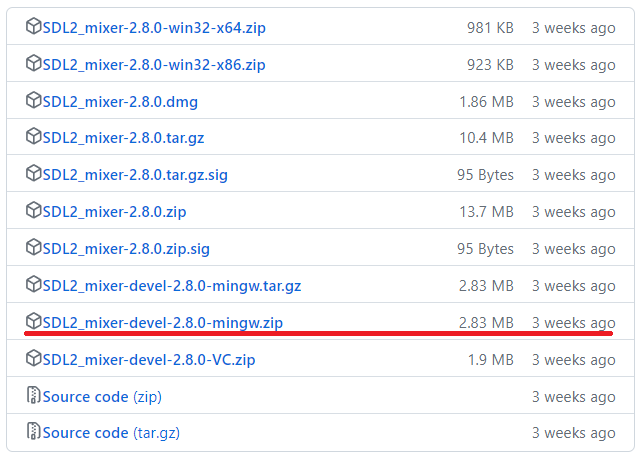 SDL2_mixer-2.8.0-win32-x64.zip 981 KB 3 weeks ago
SDL2_mixer-2.8.0-win32-x86.zip 923 KB 3 weeks ago
SDL2_mixer-2.8.0.dmg 1.86 MB 3 weeks ago
SDL2_mixer-2.8.0.tar.gz 10.4 MB 3 weeks ago
SDL2_mixer-2.8.0.tar.gz.sig 95 Bytes 3 weeks ago
SDL2_mixer-2.8.0.zip 13.7 MB 3 weeks ago
SDL2_mixer-2.8.0.zip.sig 95 Bytes 3 weeks ago
SDL2_mixer-devel-2.8.0-mingw.tar.gz 2.83 MB 3 weeks ago
SDL2_mixer-devel-2.8.0-mingw.zip 2.83 MB 3 weeks ago
SDL2_mixer-devel-2.8.0-VC.zip 1.9 MB 3 weeks ago
Source code (zip) 3 weeks ago
Source code (tar.gz) 3 weeks ago